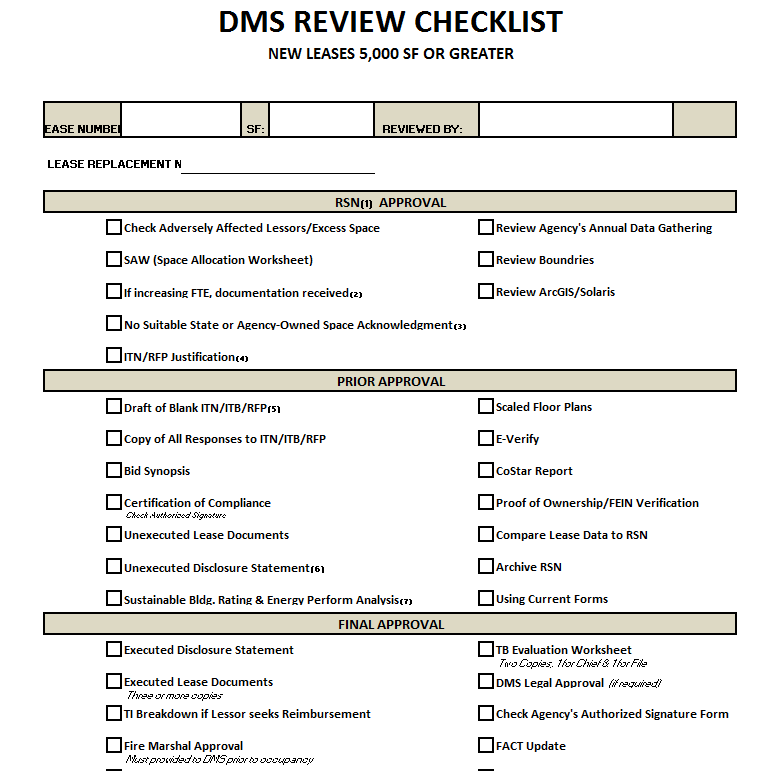 DMS REVIEW CHECKLIST
NEW LEASES 5,000 SF OR GREATER
EASE NUMBE SF: REVIEWED BY:
LEASE REPLACEMENT N
RSN(1) APPROVAL
Check Adversely Affected Lessors/Excess Space Review Agency's Annual Data Gathering
SAW (Space Allocation Worksheet) Review Boundries
If increasing FTE, documentation received(2) Review ArcGIS/Solaris
No Suitable State or Agency-Owned Space Acknowledgment(3)
ITN/RFP Justification(4)
PRIOR APPROVAL
Draft of Blank ITN/ITB/RFP(5) Scaled Floor Plans
Copy of All Responses to ITN/ITB/RFP E-Verify
Bid Synopsis CoStar Report
Certification of Compliance Proof of Ownership/FEIN Verification
Check Authorized Signature
Unexecuted Lease Documents Compare Lease Data to RSN
Unexecuted Disclosure Statement(6) Archive RSN
Sustainable Bldg. Rating & Energy Perform Analysis(7) Using Current Forms
FINAL APPROVAL
Executed Disclosure Statement TB Evaluation Worksheet
Two Copies, 1 for Chief & 1 for File
Executed Lease Documents DMS Legal Approval (if required)
Three or more copies
TI Breakdown if Lessor seeks Reimbursement Check Agency's Authorized Signature Form
Fire Marshal Approval FACT Update
Must provided to DMS prior to occupancy